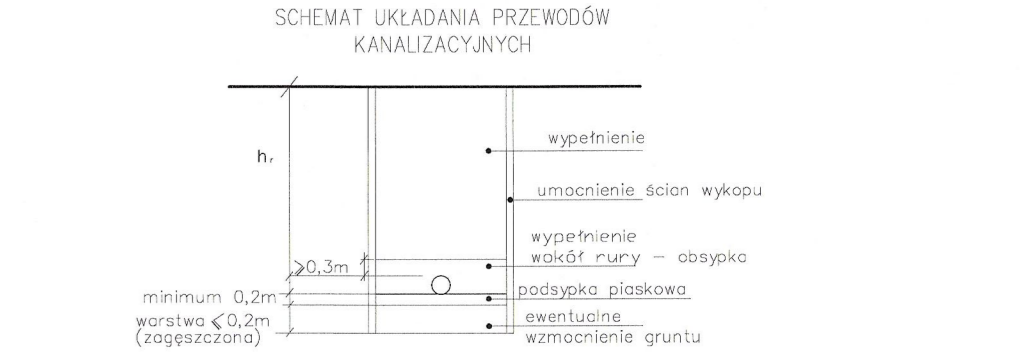 SCHEMAT UKŁADANIA PRZEWODÓW
KANALIZACYJNYCH
wypełnienie
hr
umocnienie ścian wykopu
wypełnienie
wokół rury – obsypka
⩾0,3m
podsypka piaskowa
minimum 0,2m
ewentualne
wzmocnienie gruntu
warstwa ⩽0,2m
(zagęszczona)